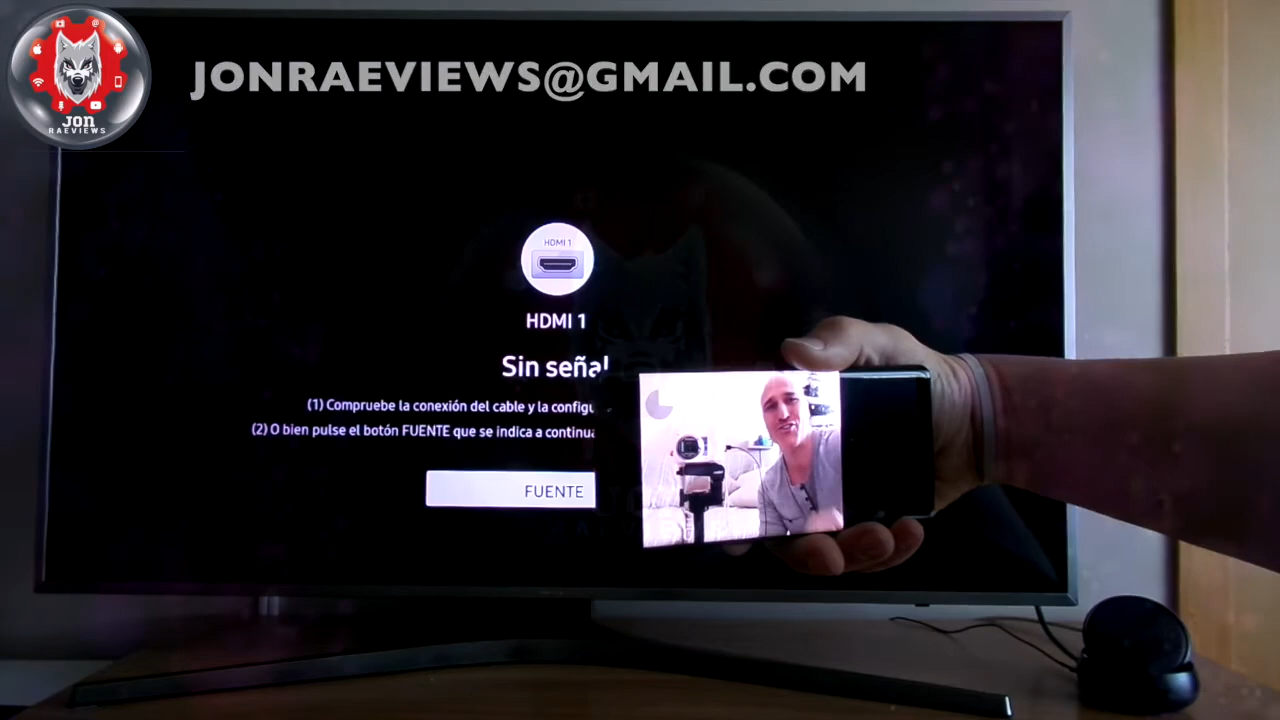 JONRAEVIEWS@GMAIL.COM
JON
RAEVIEWS
HDMI 1
HDMI 1
Sin señal
(1) Compruebe la conexión del cable y la configu
(2) O bien pulse el botón FUENTE que se indica a continua
FUENTE